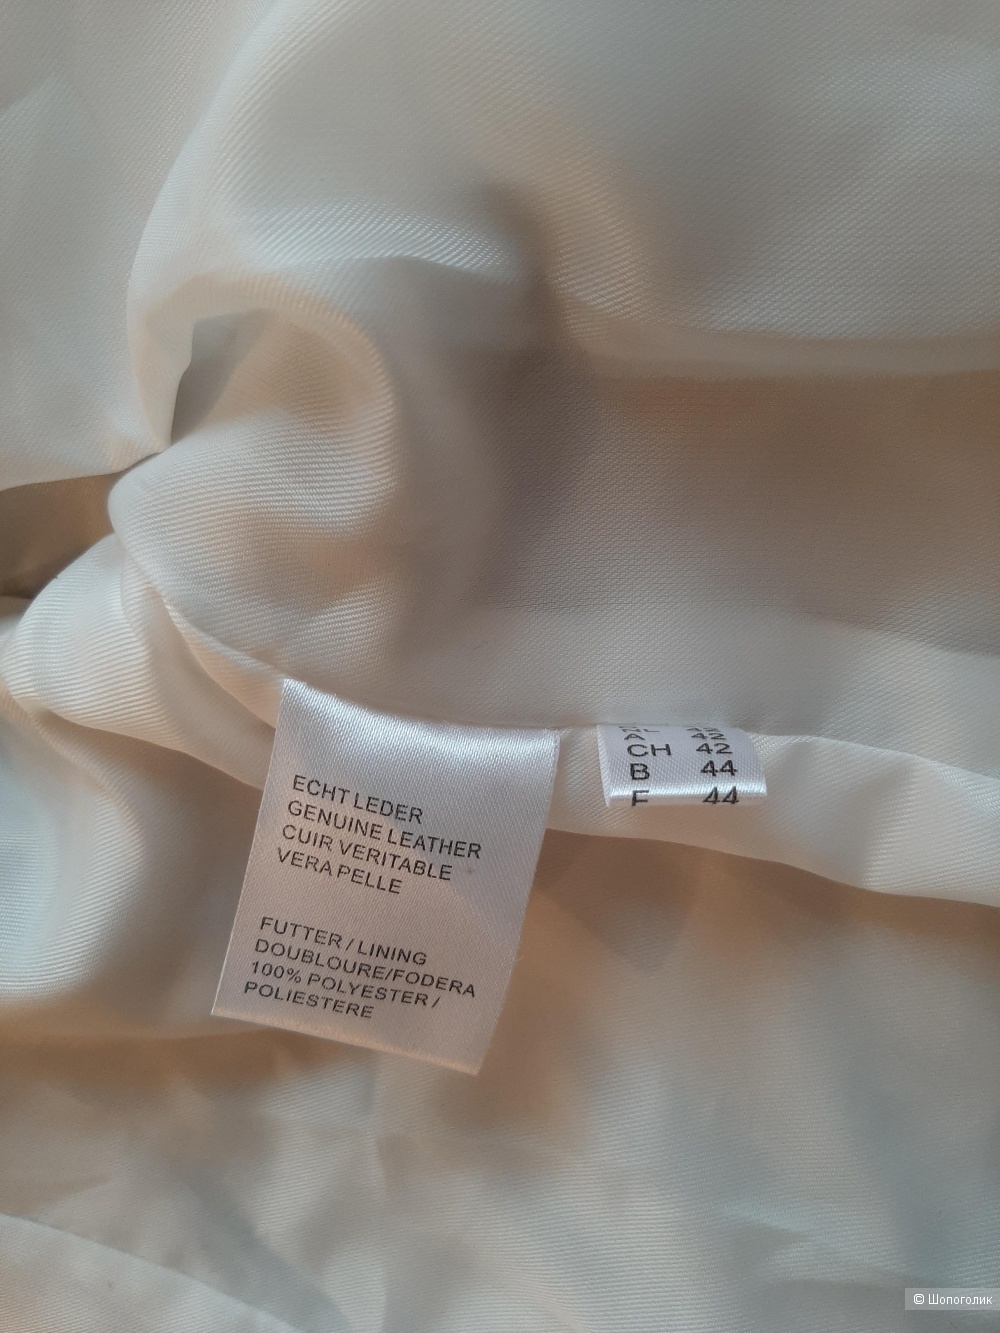 ECHT LEDER
GENUINE LEATHER
CUIR VERITABLE
VERA PELLE
FUTTER / LINING
DOUBLOURE/FODERA
100% POLYESTER /
POLIESTERE
42
CH 42
B 44
F 44
© Шопоголик